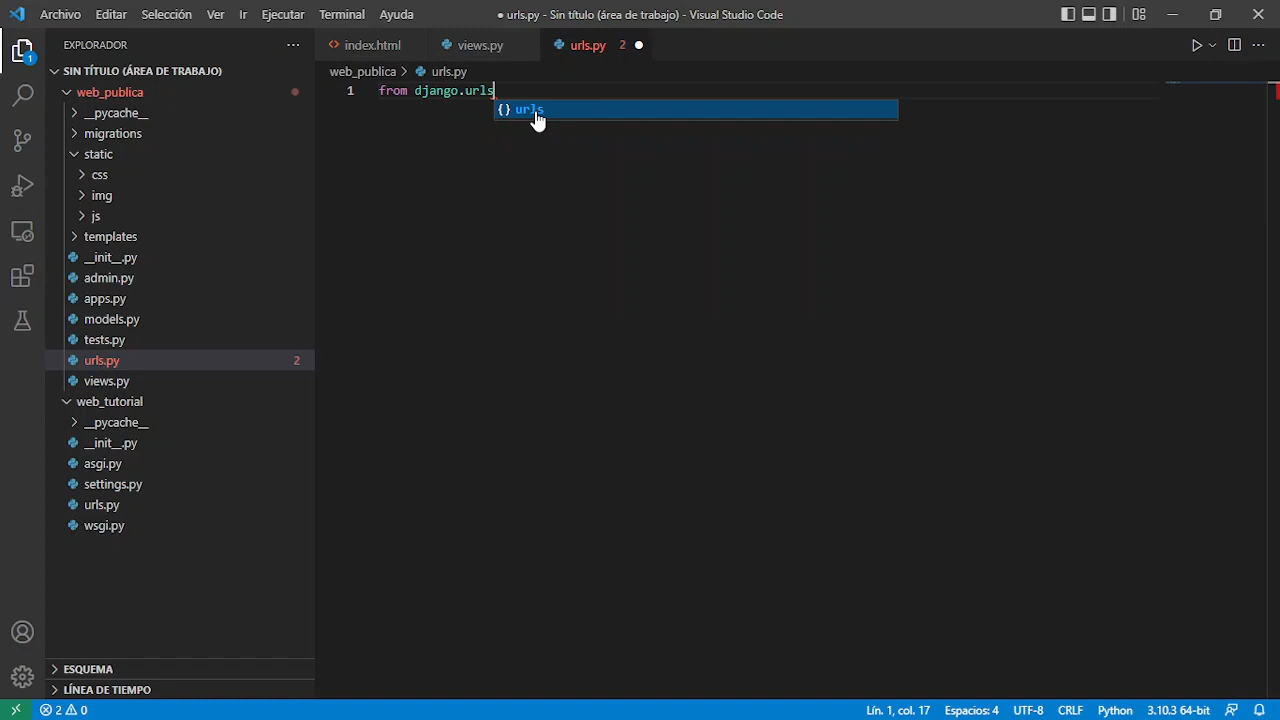 Archivo Editar Selección Ver Ir Ejecutar Terminal Ayuda
● urls.py - Sin título (área de trabajo) - Visual Studio Code
1
EXPLORADOR
SIN TÍTULO (ÁREA DE TRABAJO)
web_publica
__pycache__
migrations
static
css
img
js
templates
__init__.py
admin.py
apps.py
models.py
tests.py
urls.py 2
views.py
web_tutorial
__pycache__
__init__.py
asgi.py
settings.py
urls.py
wsgi.py
ESQUEMA
LÍNEA DE TIEMPO
index.html views.py urls.py 2
web_publica > urls.py
1 from django.urls
{} urls
2 0 Lín. 1, col. 17 Espacios: 4 UTF-8 CRLF Python 3.10.3 64-bit